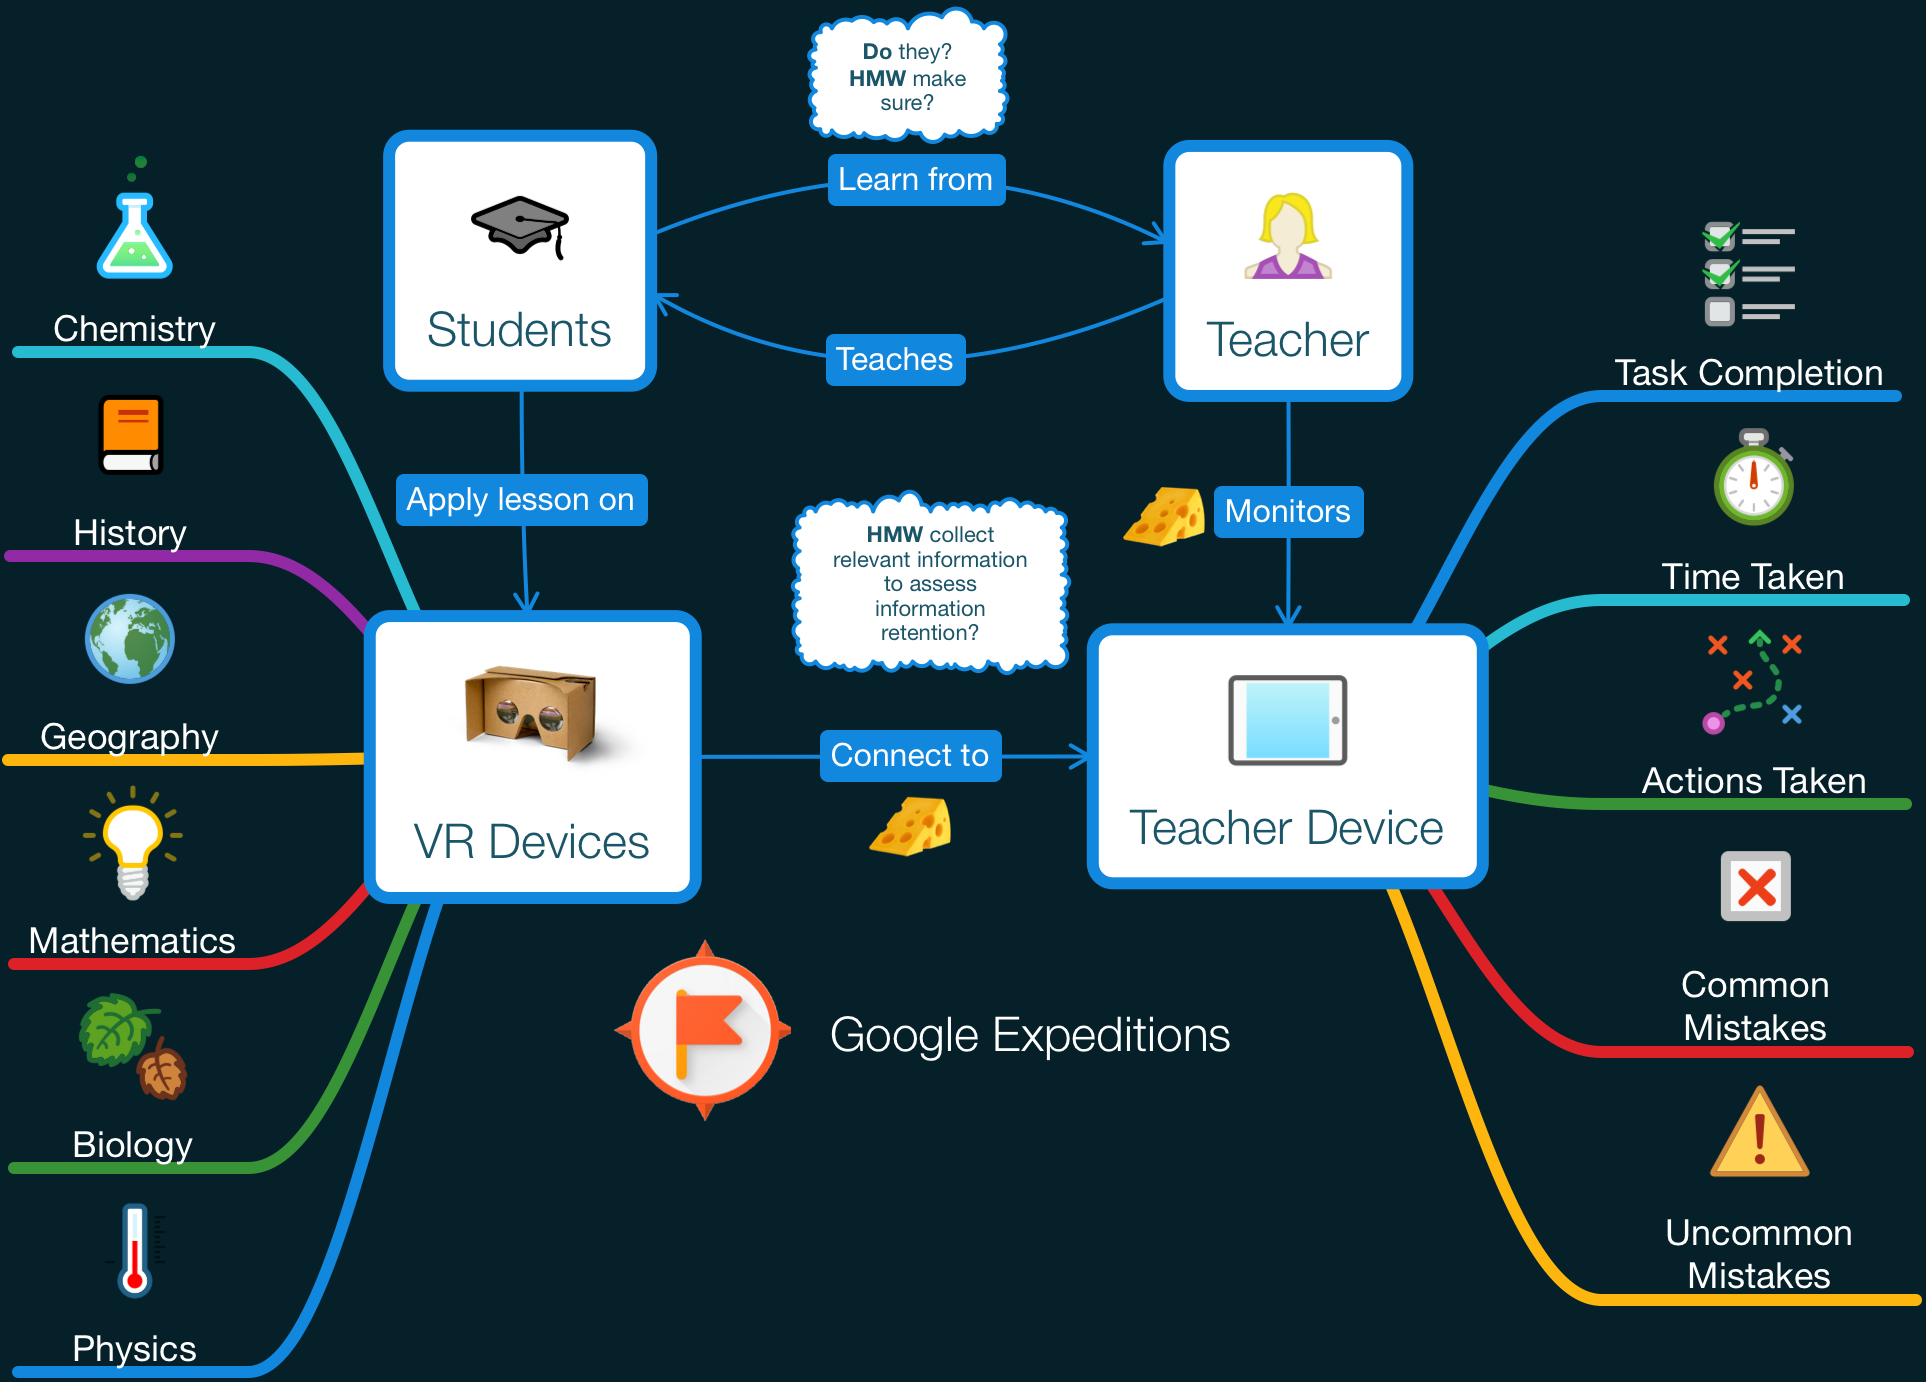 Do they?
HMW make
sure?
Learn from
Students
Teacher
Teaches
Chemistry
History
Geography
Mathematics
Biology
Physics
Apply lesson on
Monitors
HMW collect
relevant information
to assess
information
retention?
VR Devices
Connect to
Teacher Device
Task Completion
Time Taken
Actions Taken
Common
Mistakes
Uncommon
Mistakes
Google Expeditions